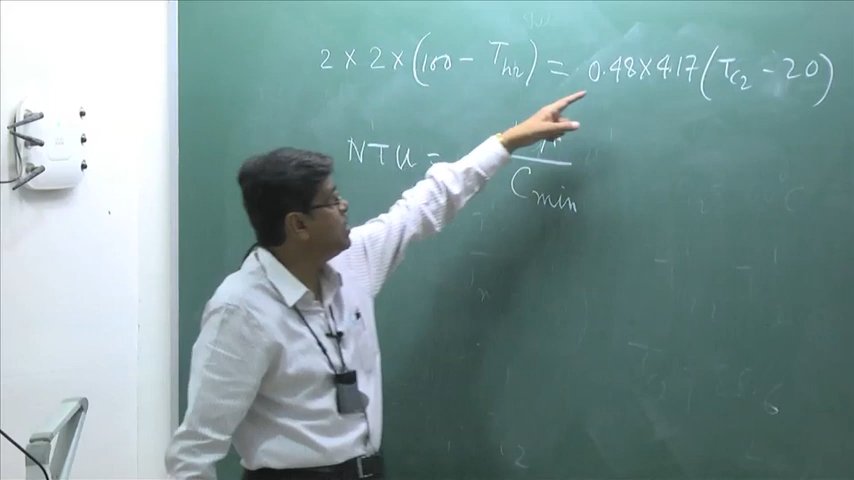 2 × 2 × (100 - T_h2) = 0.48 × 4.17 (T_c2 - 20)
NTU =
C_min